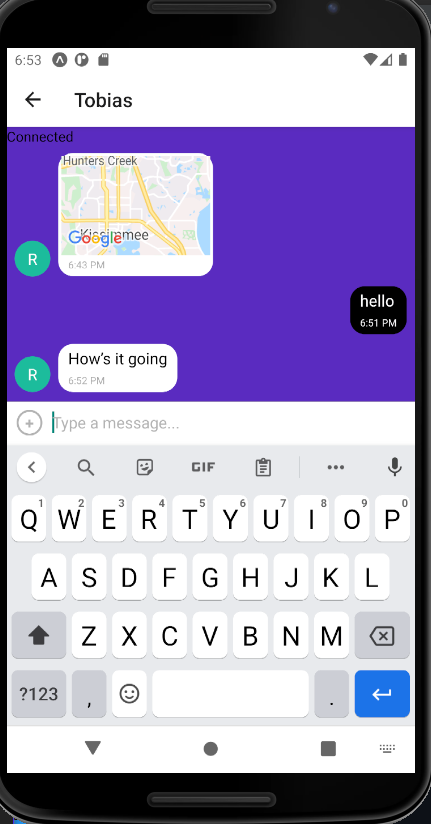 6:53
Tobias
Connected
Hunters Creek
Kissimmee
Google
R
6:43 PM
hello
6:51 PM
How's it going
R
6:52 PM
Type a message...
GIF
1 2 3 4 5 6 7 8 9 0
Q W E R T Y U I O P
A S D F G H J K L
Z X C V B N M
?123 , .